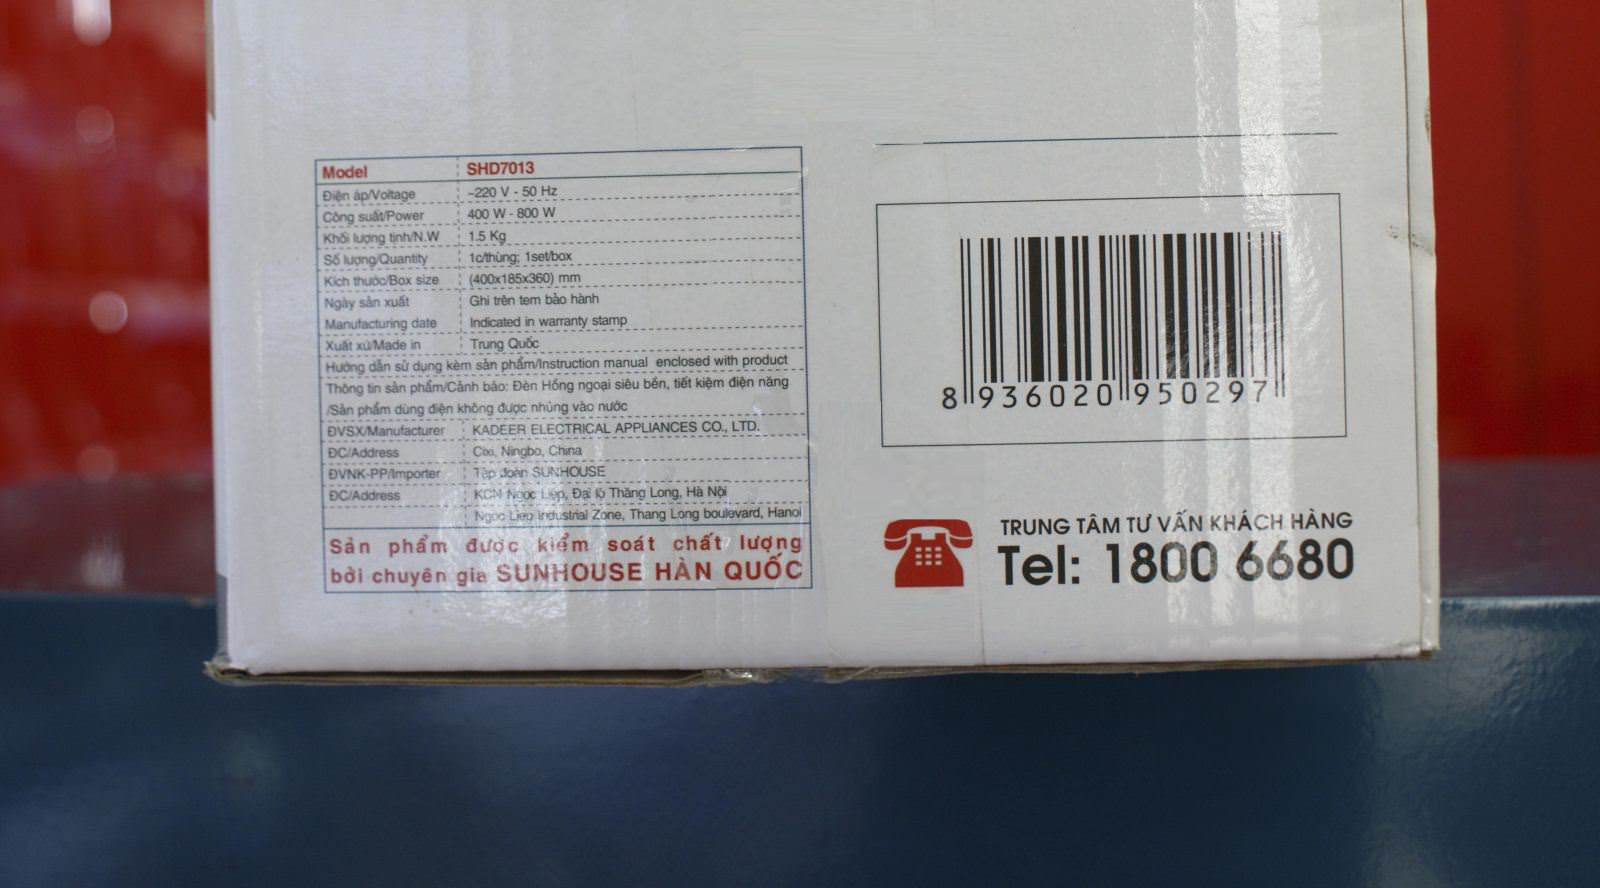 Model SHD7013
Điện áp/Voltage ~220 V - 50 Hz
Công suất/Power 400 W - 800 W
Khối lượng tịnh/N.W 1.5 Kg
Số lượng/Quantity 1c/thùng; 1set/box
Kích thước/Box size (400x185x360) mm
Ngày sản xuất Ghi trên tem bảo hành
Manufacturing date Indicated in warranty stamp
Xuất xứ/Made in Trung Quốc
Hướng dẫn sử dụng kèm sản phẩm/Instruction manual enclosed with product
Thông tin sản phẩm/Cảnh báo: Đèn Hồng ngoại siêu bền, tiết kiệm điện năng
/Sản phẩm dùng điện không được nhúng vào nước
ĐVSX/Manufacturer KADEER ELECTRICAL APPLIANCES CO., LTD.
ĐC/Address Cixi, Ningbo, China
ĐVNK-PP/Importer Tập đoàn SUNHOUSE
ĐC/Address KCN Ngọc Liệp, Đại lộ Thăng Long, Hà Nội
Ngoc Liep Industrial Zone, Thang Long boulevard, Hanoi
Sản phẩm được kiểm soát chất lượng
bởi chuyên gia SUNHOUSE HÀN QUỐC
8 936020 950297
TRUNG TÂM TƯ VẤN KHÁCH HÀNG
Tel: 1800 6680